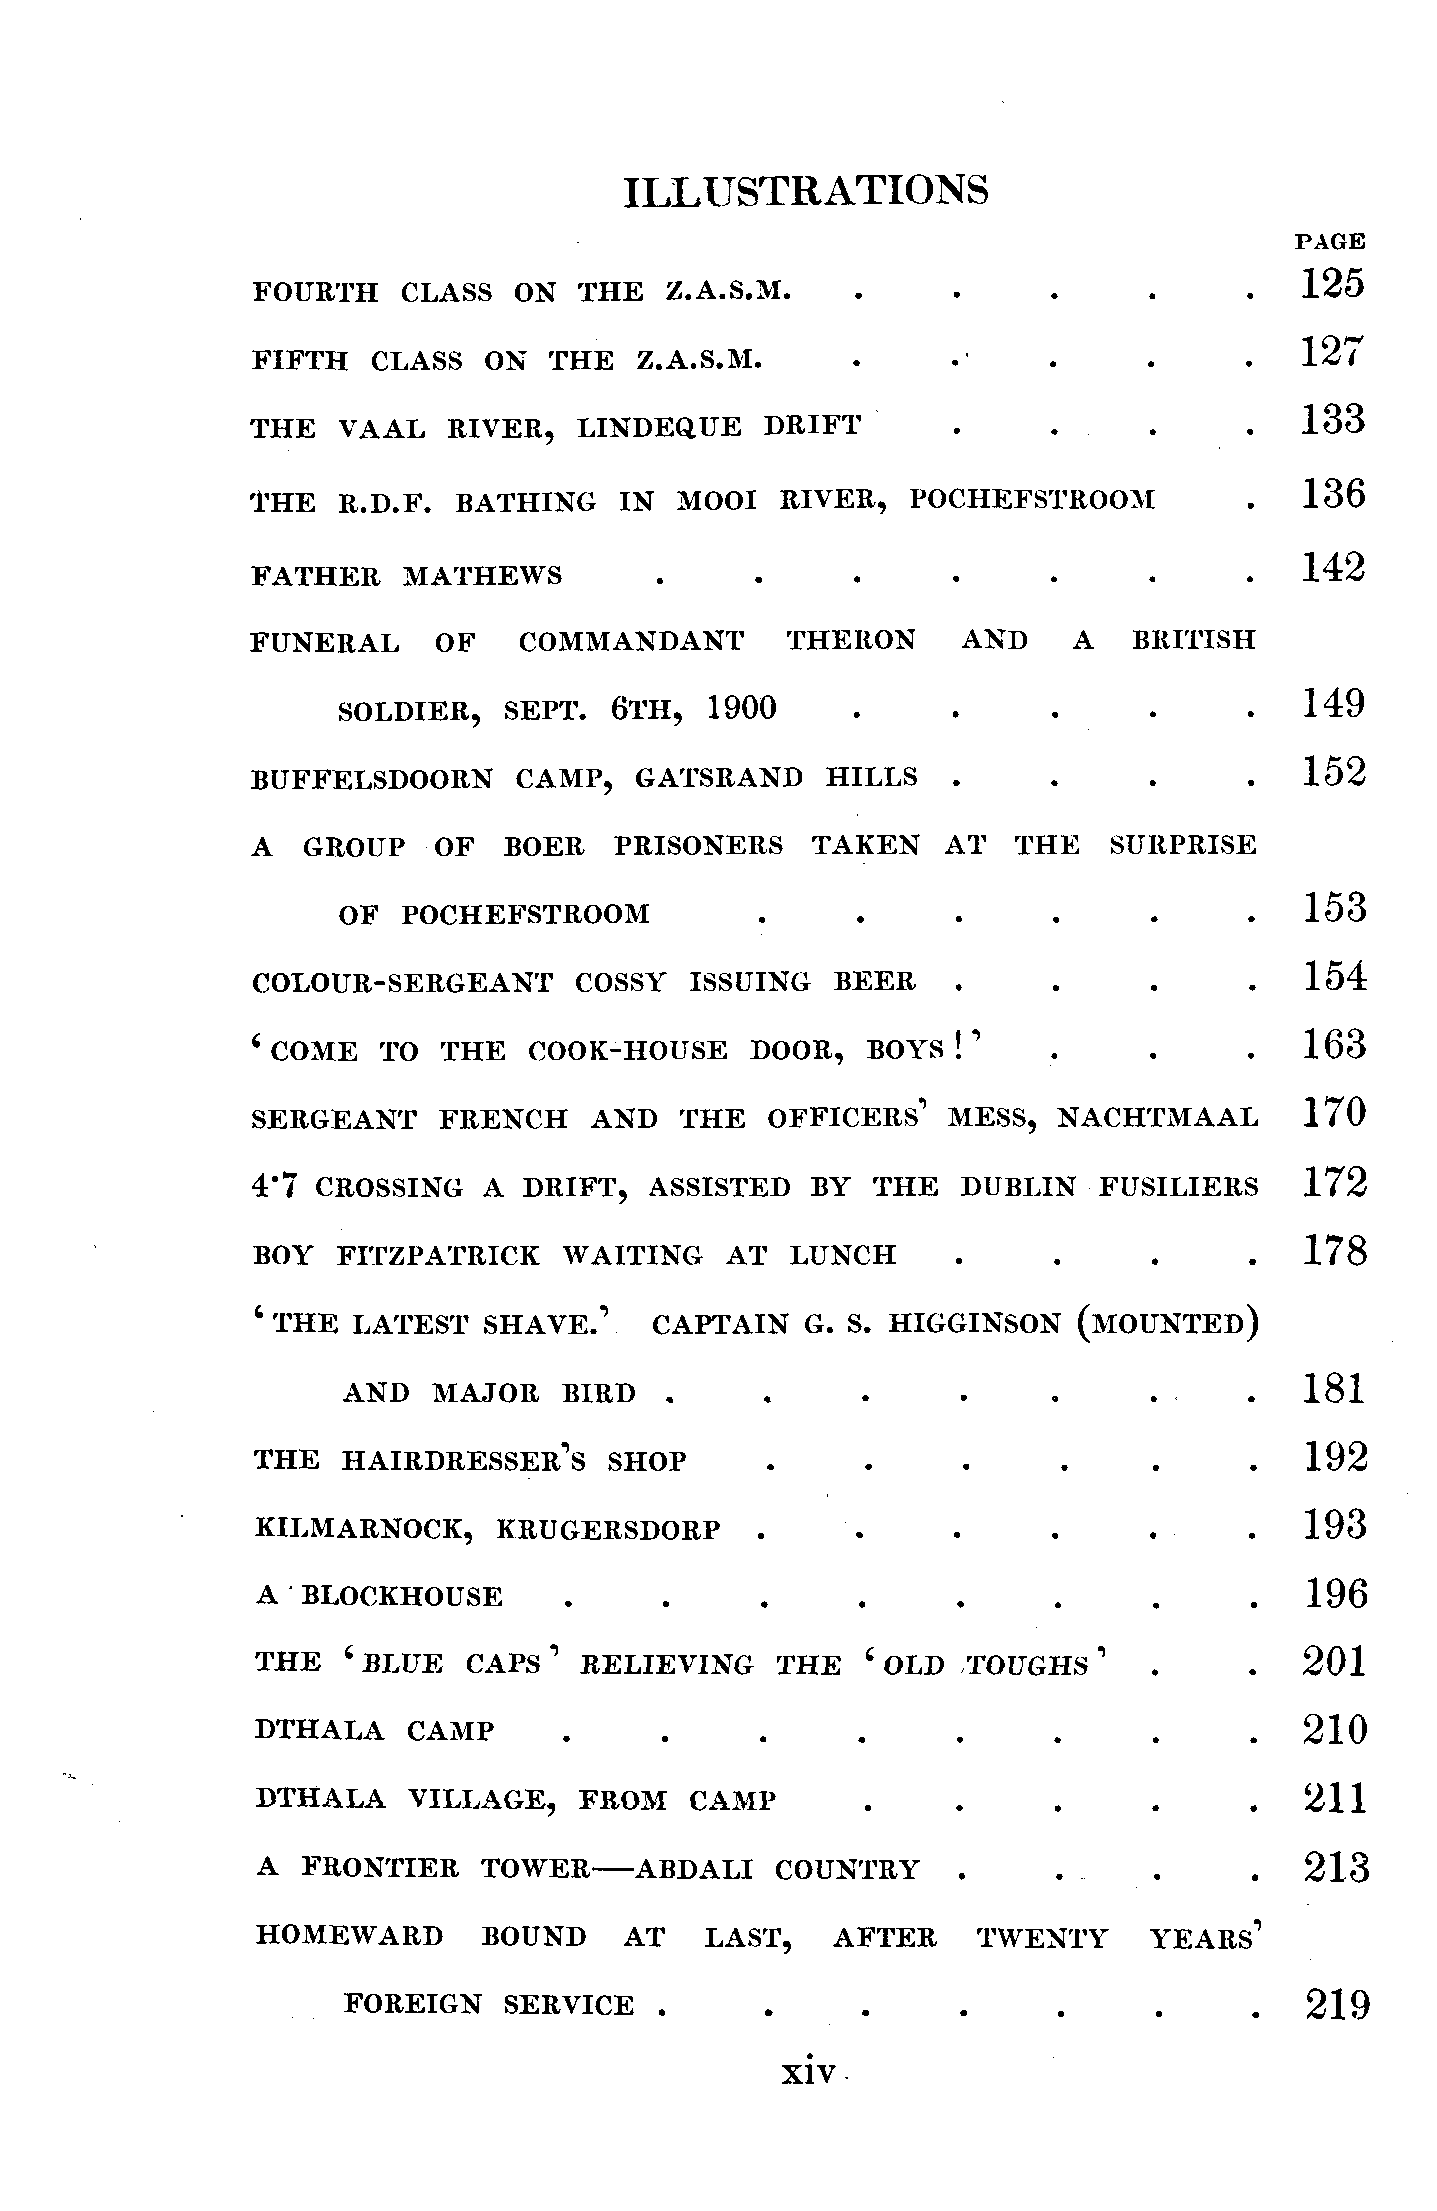 ILLUSTRATIONS
PAGE
FOURTH CLASS ON THE Z.A.S.M. . . . . . 125
FIFTH CLASS ON THE Z.A.S.M. . . . . . 127
THE VAAL RIVER, LINDEQUE DRIFT . . . . 133
THE R.D.F. BATHING IN MOOI RIVER, POCHEFSTROOM . 136
FATHER MATHEWS . . . . . . . 142
FUNERAL OF COMMANDANT THERON AND A BRITISH
SOLDIER, SEPT. 6TH, 1900 . . . . . 149
BUFFELSDOORN CAMP, GATSRAND HILLS . . . . 152
A GROUP OF BOER PRISONERS TAKEN AT THE SURPRISE
OF POCHEFSTROOM . . . . . . 153
COLOUR-SERGEANT COSSY ISSUING BEER . . . . 154
‘COME TO THE COOK-HOUSE DOOR, BOYS!’ . . . 163
SERGEANT FRENCH AND THE OFFICERS’ MESS, NACHTMAAL 170
4·7 CROSSING A DRIFT, ASSISTED BY THE DUBLIN FUSILIERS 172
BOY FITZPATRICK WAITING AT LUNCH . . . . 178
‘THE LATEST SHAVE.’ CAPTAIN G. S. HIGGINSON (MOUNTED)
AND MAJOR BIRD . . . . . . . 181
THE HAIRDRESSER’S SHOP . . . . . . 192
KILMARNOCK, KRUGERSDORP . . . . . . 193
A BLOCKHOUSE . . . . . . . . 196
THE ‘BLUE CAPS’ RELIEVING THE ‘OLD TOUGHS’ . . 201
DTHALA CAMP . . . . . . . . 210
DTHALA VILLAGE, FROM CAMP . . . . . 211
A FRONTIER TOWER—ABDALI COUNTRY . . . . 213
HOMEWARD BOUND AT LAST, AFTER TWENTY YEARS’
FOREIGN SERVICE . . . . . . . 219
xiv